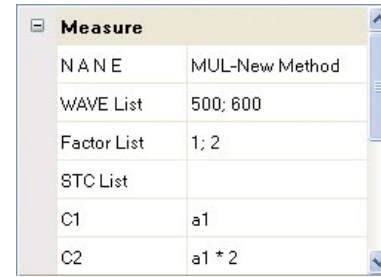 Measure
N A N E MUL-New Method
WAVE List 500; 600
Factor List 1; 2
STC List
C1 a1
C2 a1 * 2